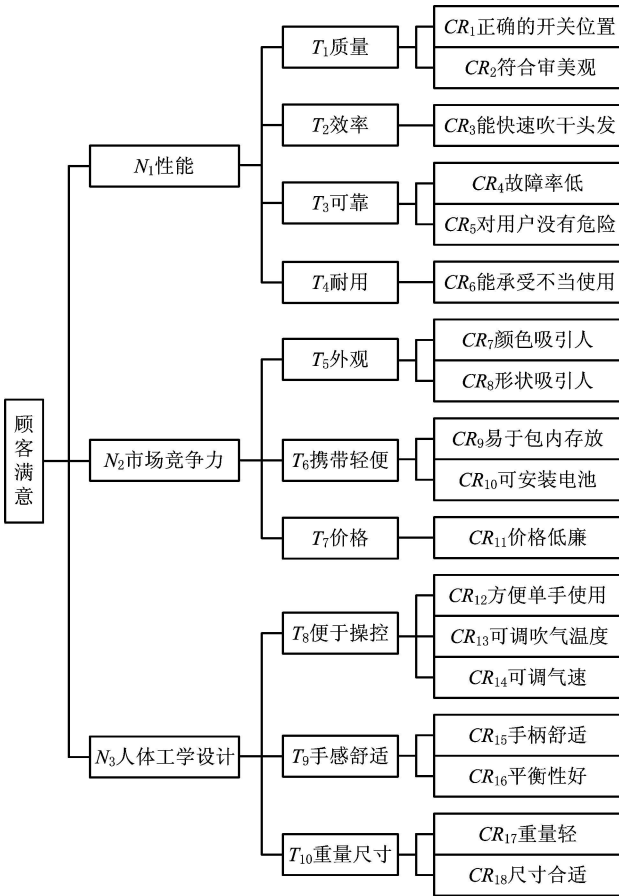 顾客满意
N₁性能
T₁质量
CR₁正确的开关位置
CR₂符合审美观
T₂效率
CR₃能快速吹干头发
T₃可靠
CR₄故障率低
CR₅对用户没有危险
T₄耐用
CR₆能承受不当使用
N₂市场竞争力
T₅外观
CR₇颜色吸引人
CR₈形状吸引人
T₆携带轻便
CR₉易于包内存放
CR₁₀可安装电池
T₇价格
CR₁₁价格低廉
N₃人体工学设计
T₈便于操控
CR₁₂方便单手使用
CR₁₃可调吹气温度
CR₁₄可调气速
T₉手感舒适
CR₁₅手柄舒适
CR₁₆平衡性好
T₁₀重量尺寸
CR₁₇重量轻
CR₁₈尺寸合适